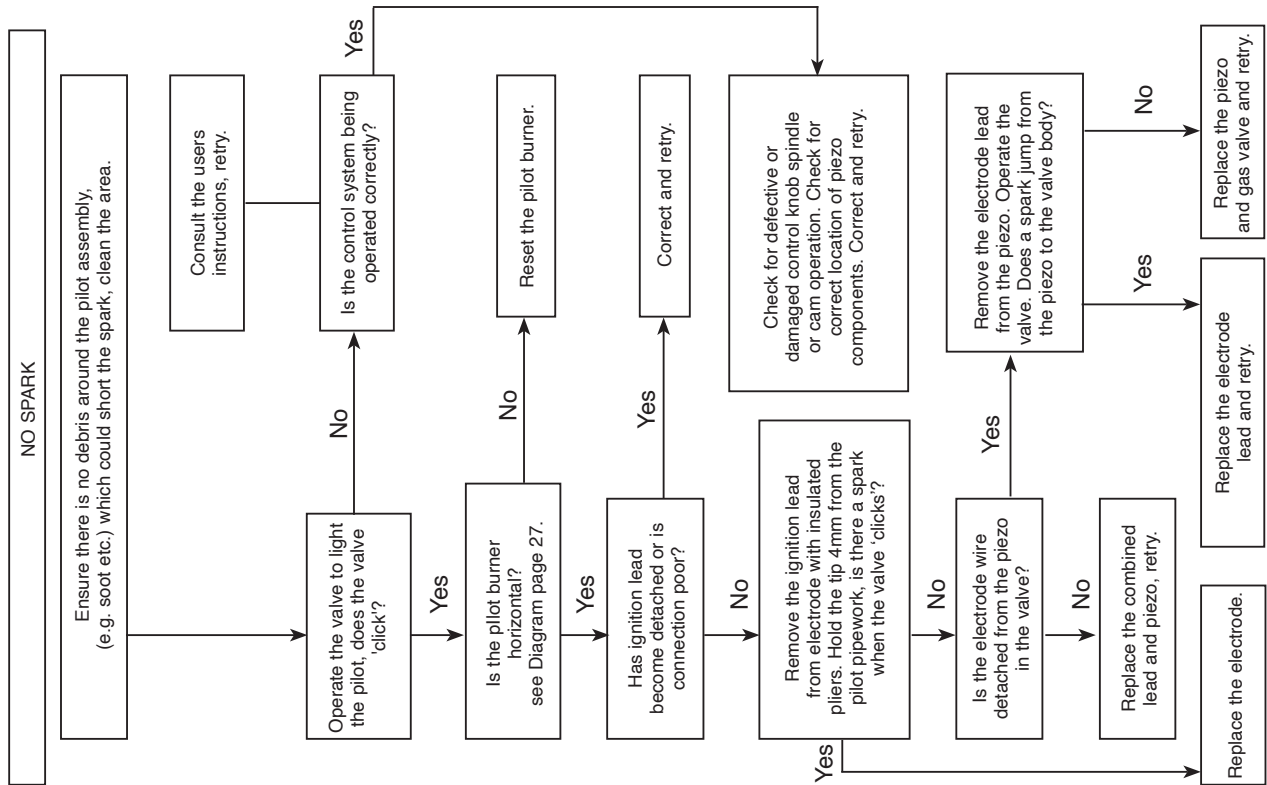 NO SPARK
Ensure there is no debris around the pilot assembly,
(e.g. soot etc.) which could short the spark, clean the area.
Operate the valve to light
the pilot, does the valve
'click'?
No
Is the control system being
operated correctly?
Consult the users
instructions, retry.
Yes
Check for defective or
damaged control knob spindle
or cam operation. Check for
correct location of piezo
components. Correct and retry.
Yes
Is the pilot burner
horizontal?
see Diagram page 27.
No
Reset the pilot burner.
Yes
Has ignition lead
become detached or is
connection poor?
Yes
Correct and retry.
No
Remove the ignition lead
from electrode with insulated
pliers. Hold the tip 4mm from the
pilot pipework, is there a spark
when the valve 'clicks'?
Yes
Replace the electrode.
No
Is the electrode wire
detached from the piezo
in the valve?
No
Replace the combined
lead and piezo, retry.
Yes
Remove the electrode lead
from the piezo. Operate the
valve. Does a spark jump from
the piezo to the valve body?
Yes
Replace the electrode
lead and retry.
No
Replace the piezo
and gas valve and retry.